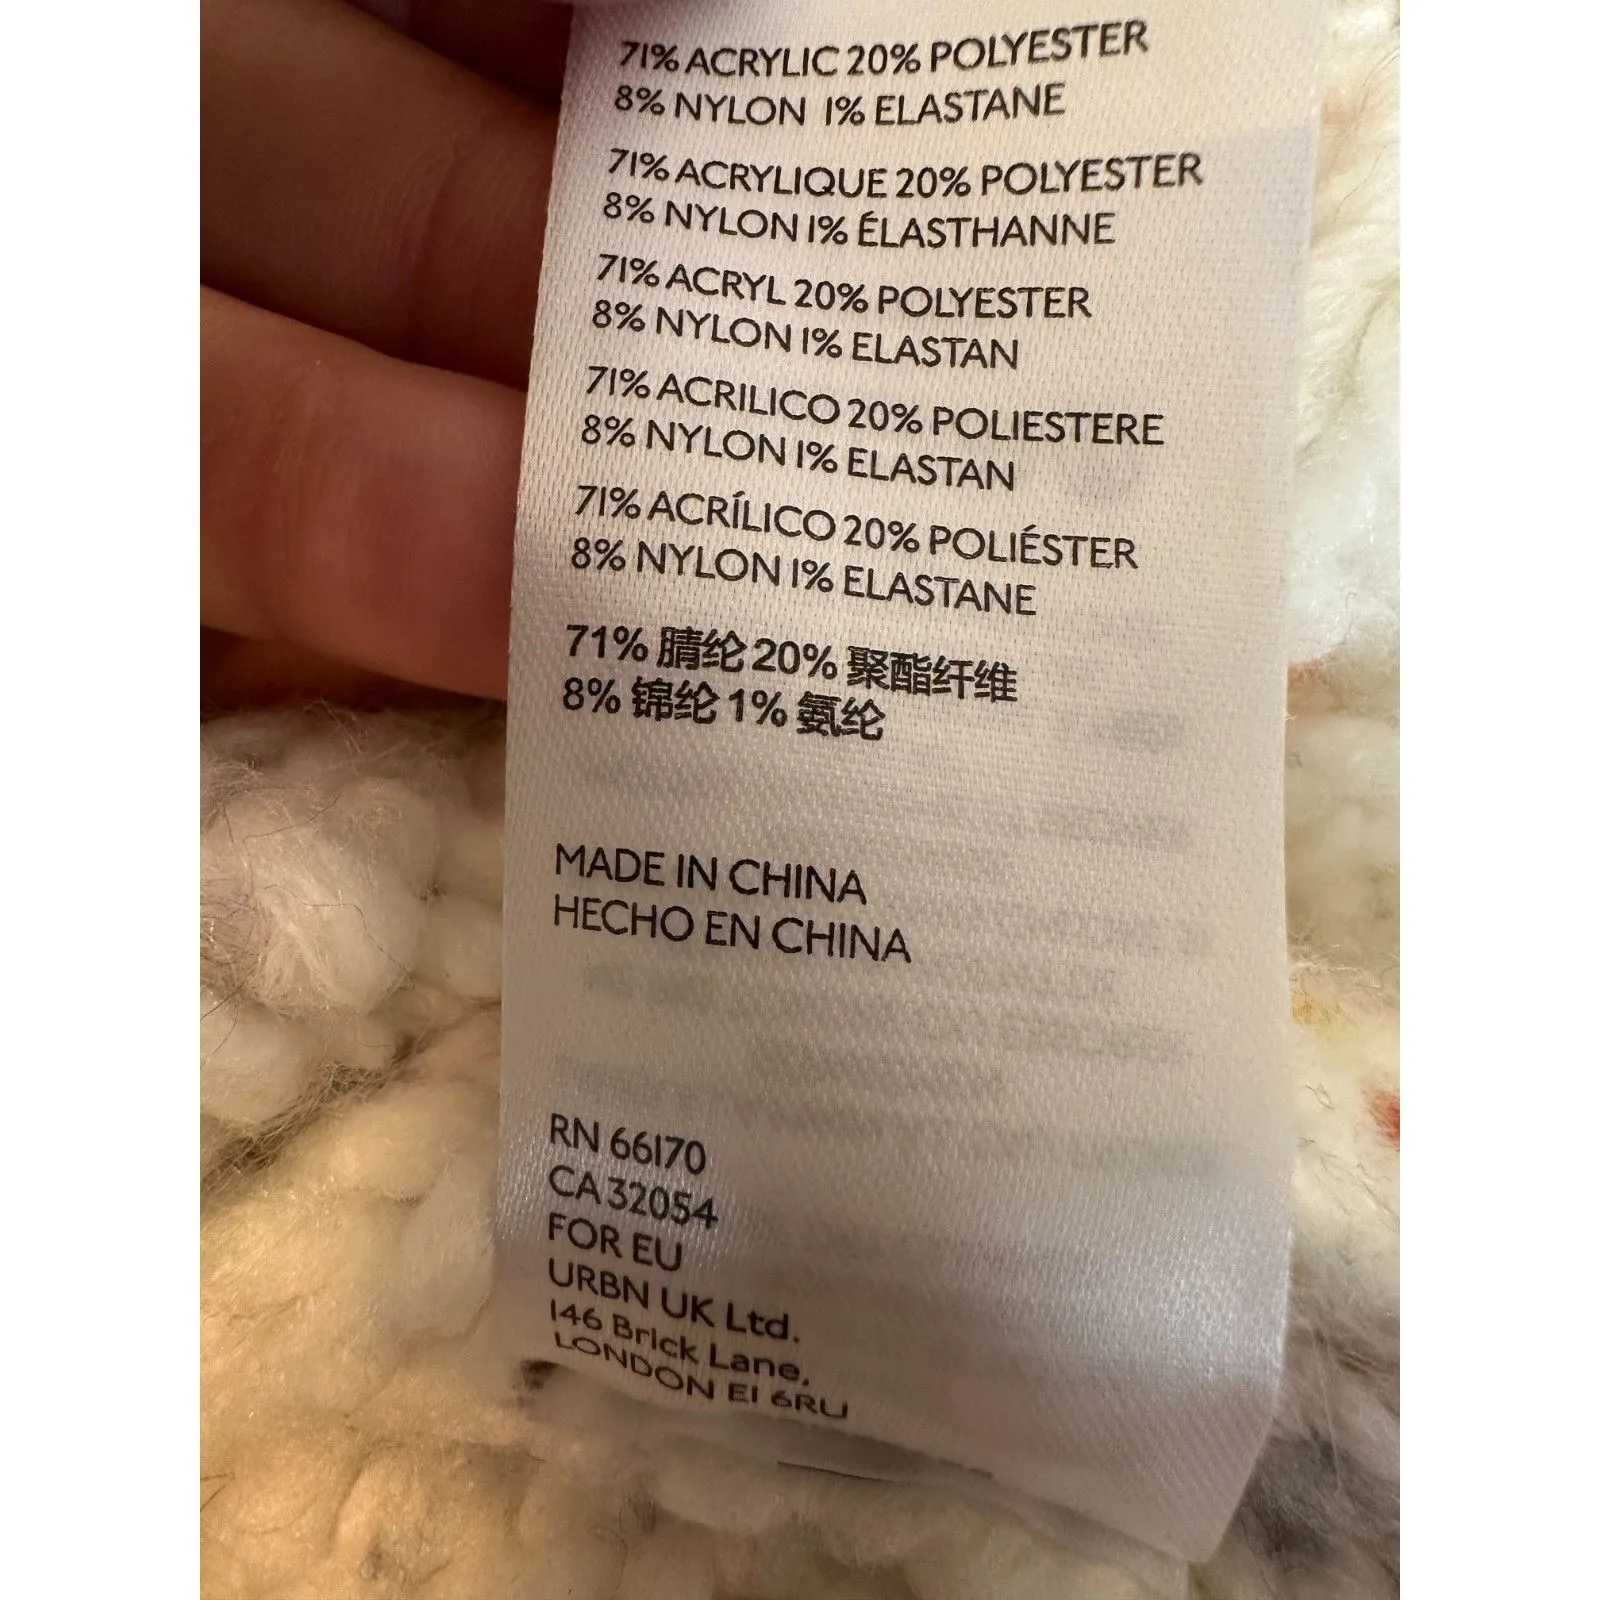 71% ACRYLIC 20% POLYESTER
8% NYLON 1% ELASTANE
71% ACRYLIQUE 20% POLYESTER
8% NYLON 1% ÉLASTHANNE
71% ACRYL 20% POLYESTER
8% NYLON 1% ELASTAN
71% ACRILICO 20% POLIESTERE
8% NYLON 1% ELASTAN
71% ACRÍLICO 20% POLIÉSTER
8% NYLON 1% ELASTANE
71% 腈纶 20% 聚酯纤维
8% 锦纶 1% 氨纶
MADE IN CHINA
HECHO EN CHINA
RN 66170
CA 32054
FOR EU
URBN UK Ltd.
146 Brick Lane,
LONDON E1 6RU